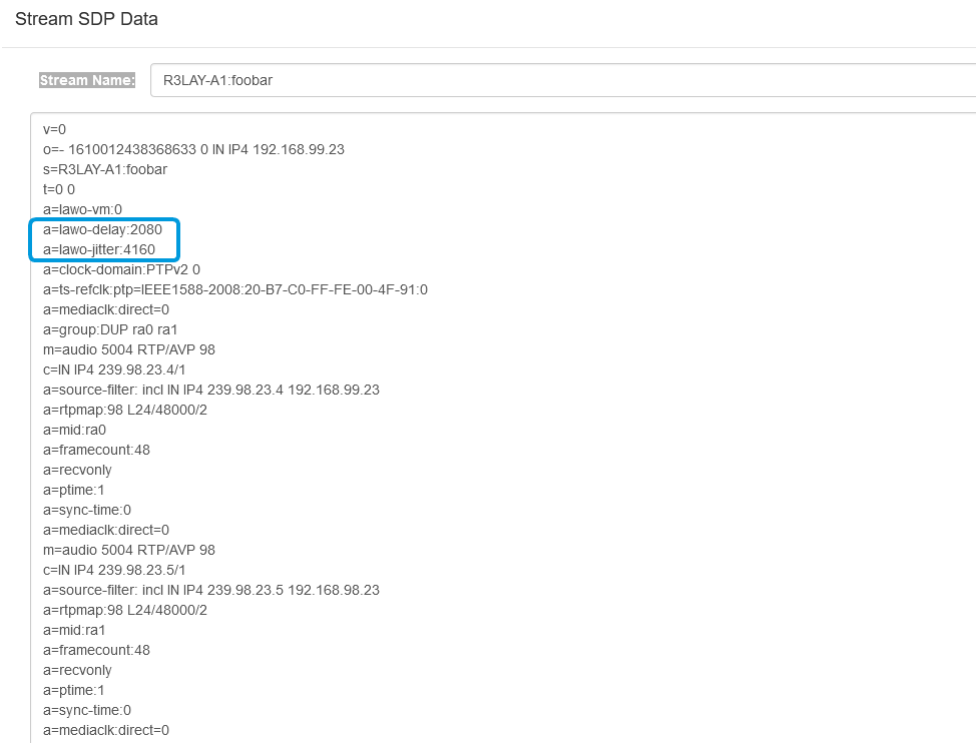 Stream SDP Data
Stream Name: R3LAY-A1:foobar
v=0
o=- 1610012438368633 0 IN IP4 192.168.99.23
s=R3LAY-A1:foobar
t=0 0
a=lawo-vm:0
a=lawo-delay:2080
a=lawo-jitter:4160
a=clock-domain:PTPv2 0
a=ts-refclk:ptp=IEEE1588-2008:20-B7-C0-FF-FE-00-4F-91:0
a=mediaclk:direct=0
a=group:DUP ra0 ra1
m=audio 5004 RTP/AVP 98
c=IN IP4 239.98.23.4/1
a=source-filter: incl IN IP4 239.98.23.4 192.168.99.23
a=rtpmap:98 L24/48000/2
a=mid:ra0
a=framecount:48
a=recvonly
a=ptime:1
a=sync-time:0
a=mediaclk:direct=0
m=audio 5004 RTP/AVP 98
c=IN IP4 239.98.23.5/1
a=source-filter: incl IN IP4 239.98.23.5 192.168.98.23
a=rtpmap:98 L24/48000/2
a=mid:ra1
a=framecount:48
a=recvonly
a=ptime:1
a=sync-time:0
a=mediaclk:direct=0